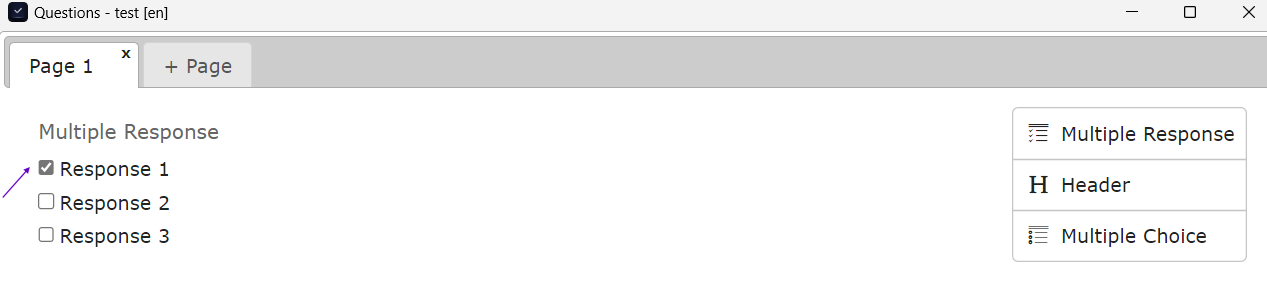 Questions - test [en]
Page 1 x + Page
Multiple Response
Response 1
Response 2
Response 3
Multiple Response
H Header
Multiple Choice